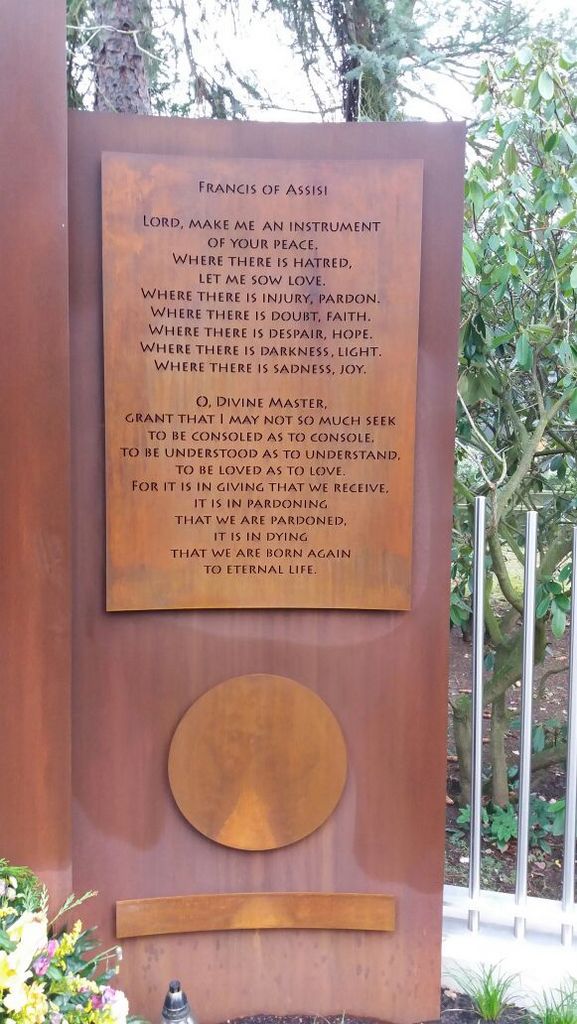 Francis of Assisi
Lord, make me an instrument
of your peace.
Where there is hatred,
let me sow love.
Where there is injury, pardon.
Where there is doubt, faith.
Where there is despair, hope.
Where there is darkness, light.
Where there is sadness, joy.
O, Divine Master,
grant that I may not so much seek
to be consoled as to console,
to be understood as to understand,
to be loved as to love.
For it is in giving that we receive,
it is in pardoning
that we are pardoned,
it is in dying
that we are born again
to eternal life.